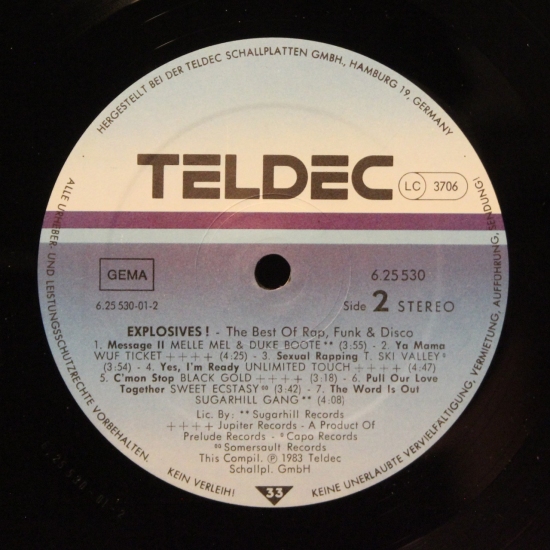 HERGESTELLT BEI DER TELDEC SCHALLPLATTEN GMBH., HAMBURG 19, GERMANY
TELDEC
LC 3706
GEMA
6.25 530-01-2
6.25 530
Side 2 STEREO
EXPLOSIVES! - The Best Of Rap, Funk & Disco
1. Message II MELLE MEL & DUKE BOOTE** (3:55) - 2. Ya Mama
WUF TICKET ++++ (4:25) - 3. Sexual Rapping T. SKI VALLEY§
(3:54) - 4. Yes, I'm Ready UNLIMITED TOUCH ++++ (4:47)
5. C'mon Stop BLACK GOLD ++++ (3:18) - 6. Pull Our Love
Together SWEET ECSTASY§§ (3:42) - 7. The Word Is Out
SUGARHILL GANG** (4:08)
Lic. By: ** Sugarhill Records
++++ Jupiter Records - A Product Of
Prelude Records - § Capo Records
§§ Somersault Records
This Compil. ℗ 1983 Teldec
Schallpl. GmbH
33
ALLE URHEBER- UND LEISTUNGSSCHUTZRECHTE VORBEHALTEN.
KEIN VERLEIH!
KEINE UNERLAUBTE VERVIELFÄLTIGUNG, VERMIETUNG, AUFFÜHRUNG, SENDUNG!